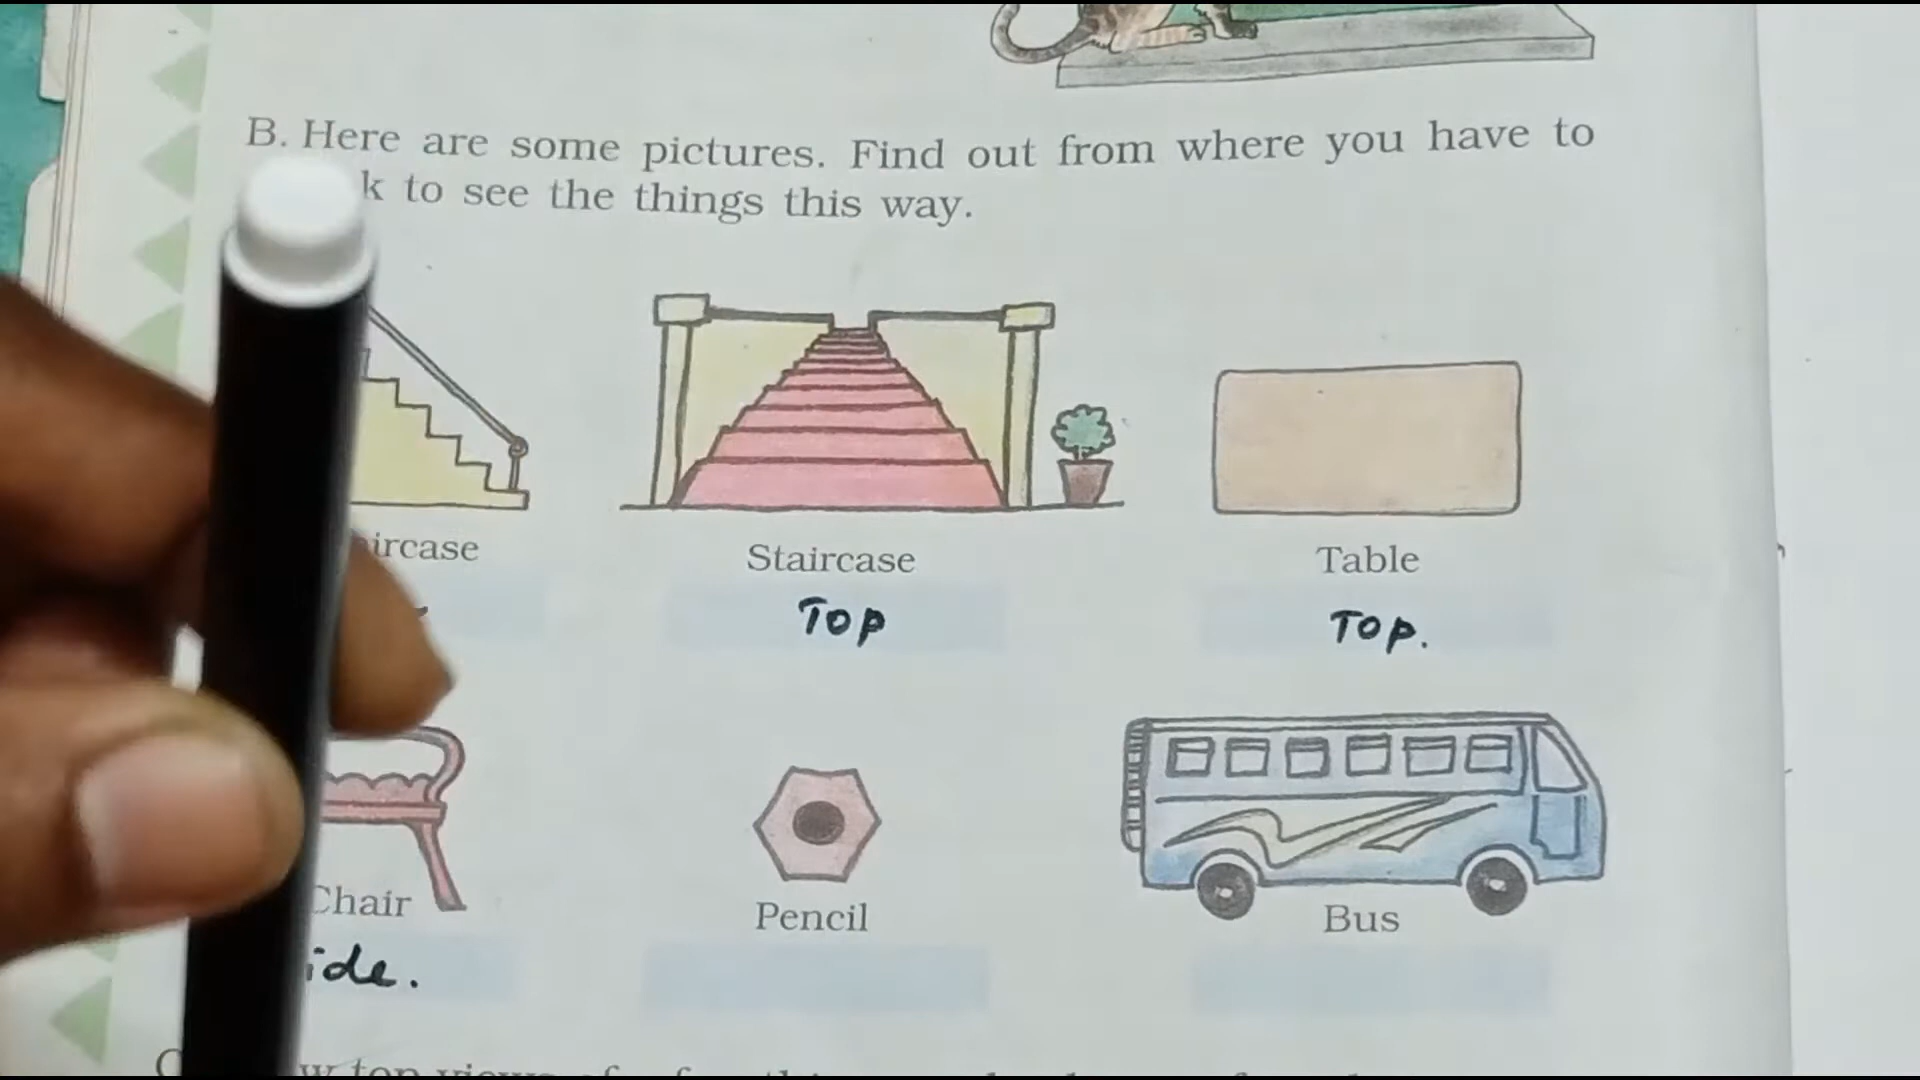 B. Here are some pictures. Find out from where you have to
k to see the things this way.
ircase Staircase Table
Top Top.
Chair Pencil Bus
ide.